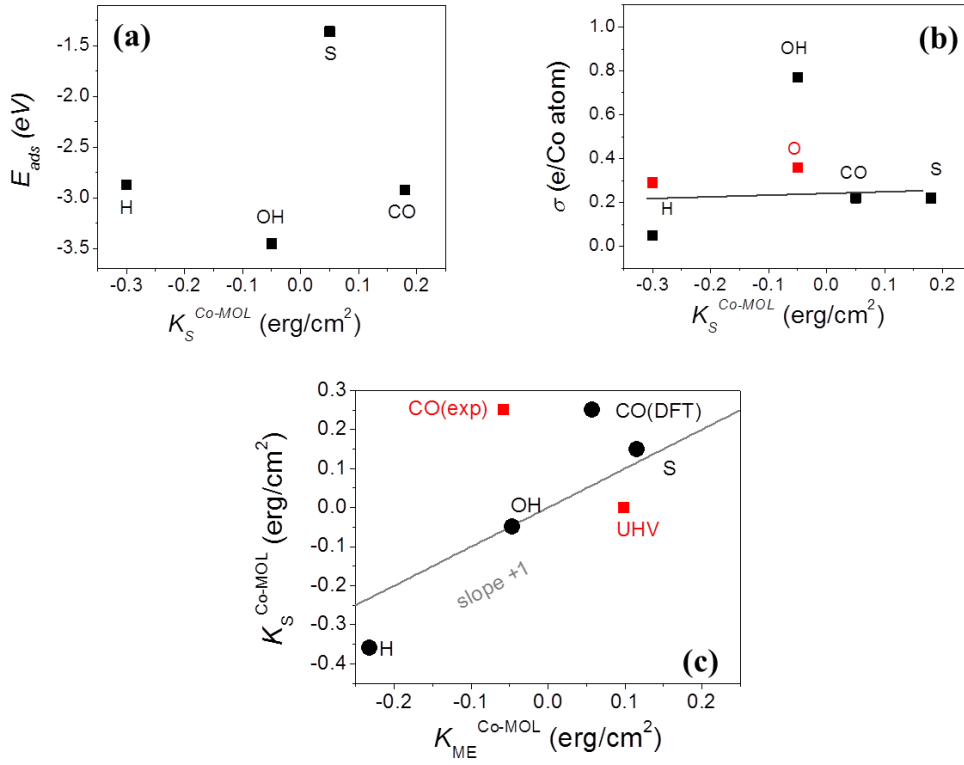 (a)
-1.5
-2.0
-2.5
-3.0
-3.5
E_ads (eV)
S
H
OH
CO
-0.3 -0.2 -0.1 0.0 0.1 0.2
K_S^Co-MOL (erg/cm²)
(b)
1.0
0.8
0.6
0.4
0.2
0.0
σ (e/Co atom)
OH
O
CO
S
H
-0.3 -0.2 -0.1 0.0 0.1 0.2
K_S^Co-MOL (erg/cm²)
0.3
0.2
0.1
0.0
-0.1
-0.2
-0.3
-0.4
K_S^Co-MOL (erg/cm²)
CO(exp)
CO(DFT)
S
OH
UHV
slope +1
H
(c)
-0.2 -0.1 0.0 0.1 0.2
K_ME^Co-MOL (erg/cm²)